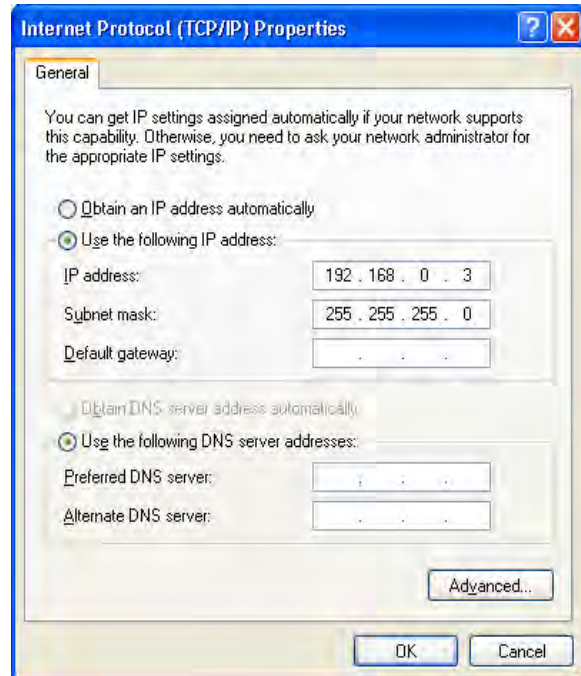 Internet Protocol (TCP/IP) Properties
General
You can get IP settings assigned automatically if your network supports
this capability. Otherwise, you need to ask your network administrator for
the appropriate IP settings.
Obtain an IP address automatically
Use the following IP address:
IP address: 192 . 168 . 0 . 3
Subnet mask: 255 . 255 . 255 . 0
Default gateway: . . .
Obtain DNS server address automatically
Use the following DNS server addresses:
Preferred DNS server: . . .
Alternate DNS server: . . .
Advanced...
OK Cancel